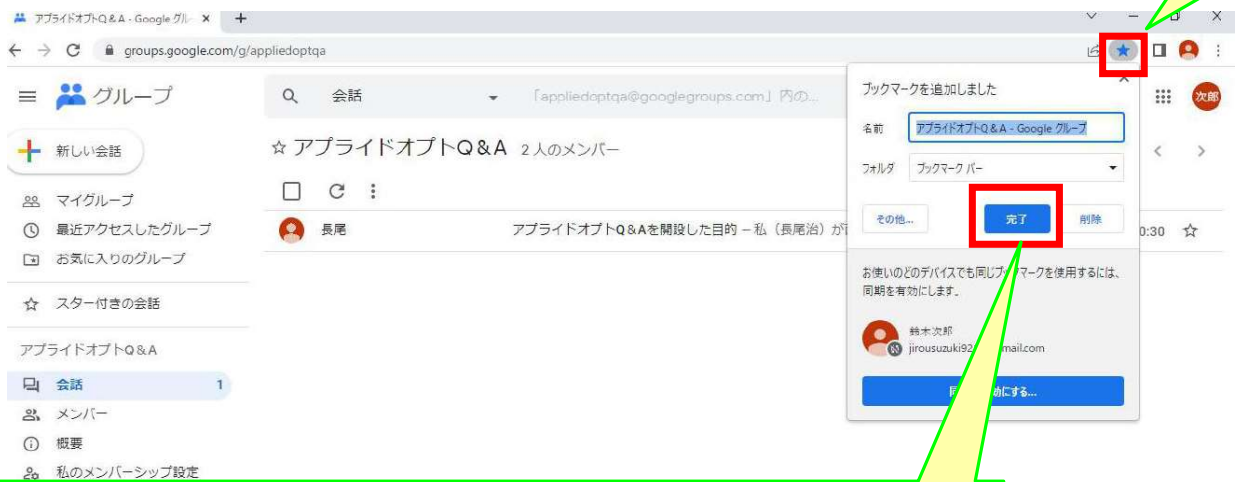 アプライドオプトQ&A - Google グル
groups.google.com/g/appliedoptqa
グループ
会話
「appliedoptqa@googlegroups.com」内の...
次郎
新しい会話
アプライドオプトQ&A 2人のメンバー
マイグループ
最近アクセスしたグループ
お気に入りのグループ
スター付きの会話
アプライドオプトQ&A
会話 1
メンバー
概要
私のメンバーシップ設定
長尾 アプライドオプトQ&Aを開設した目的 – 私（長尾治）が
0:30
ブックマークを追加しました
名前 アプライドオプトQ&A - Google グループ
フォルダ ブックマーク バー
その他... 完了 削除
お使いのどのデバイスでも同じブックマークを使用するには、
同期を有効にします。
鈴木次郎
jirousuzuki92 mail.com
にする...